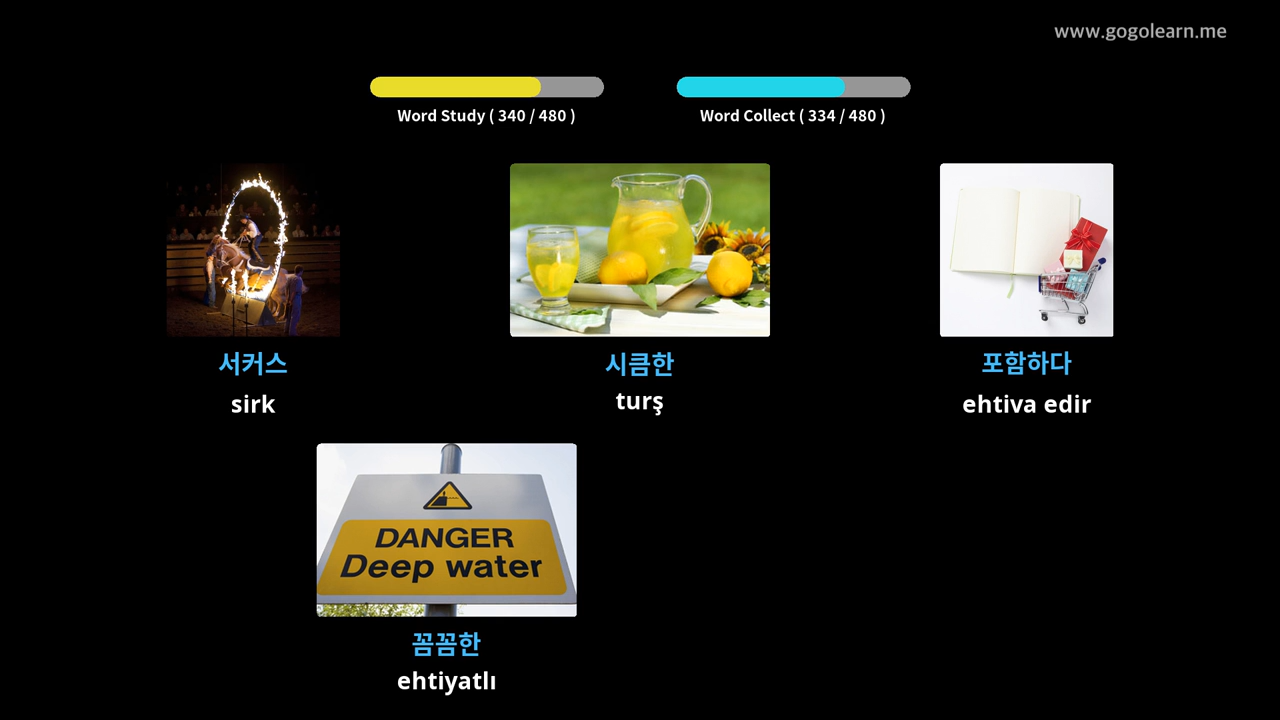 www.gogolearn.me
Word Study ( 340 / 480 )
Word Collect ( 334 / 480 )
서커스
sirk
시큼한
turş
포함하다
ehtiva edir
DANGER
Deep water
꼼꼼한
ehtiyatlı